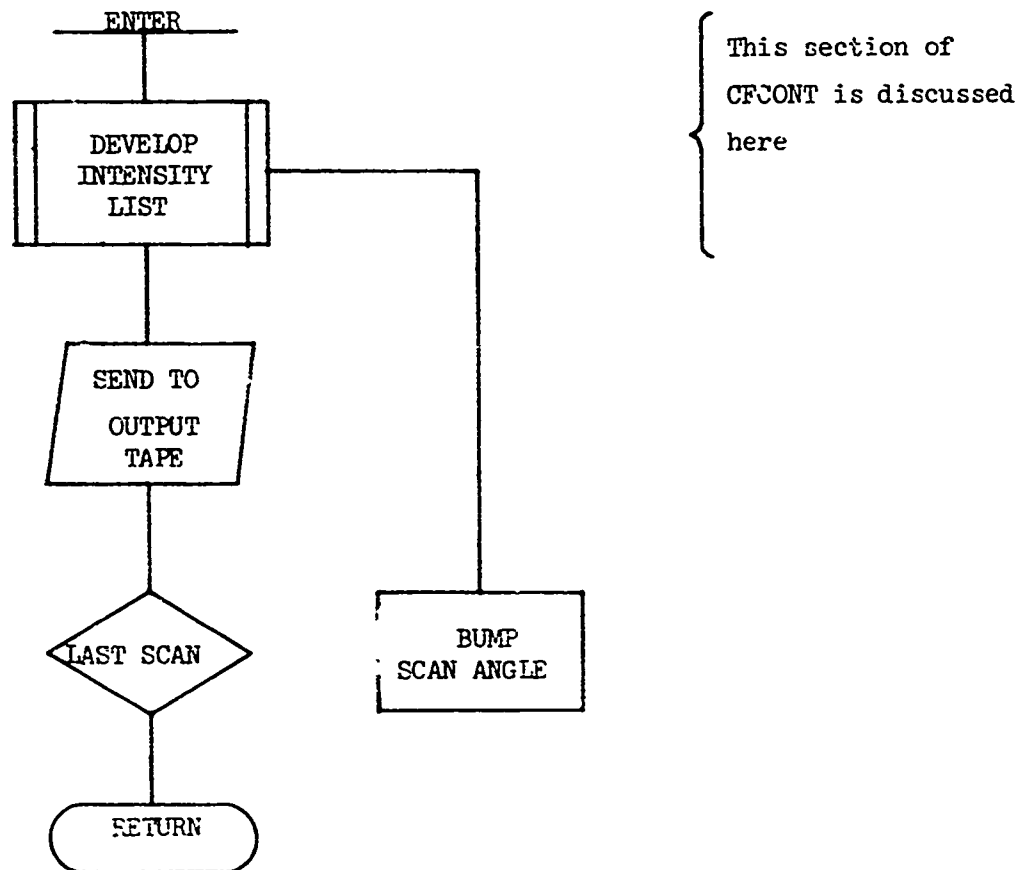 ENTER
DEVELOP
INTENSITY
LIST
SEND TO
OUTPUT
TAPE
LAST SCAN
RETURN
BUMP
SCAN ANGLE
This section of
CFCONT is discussed
here